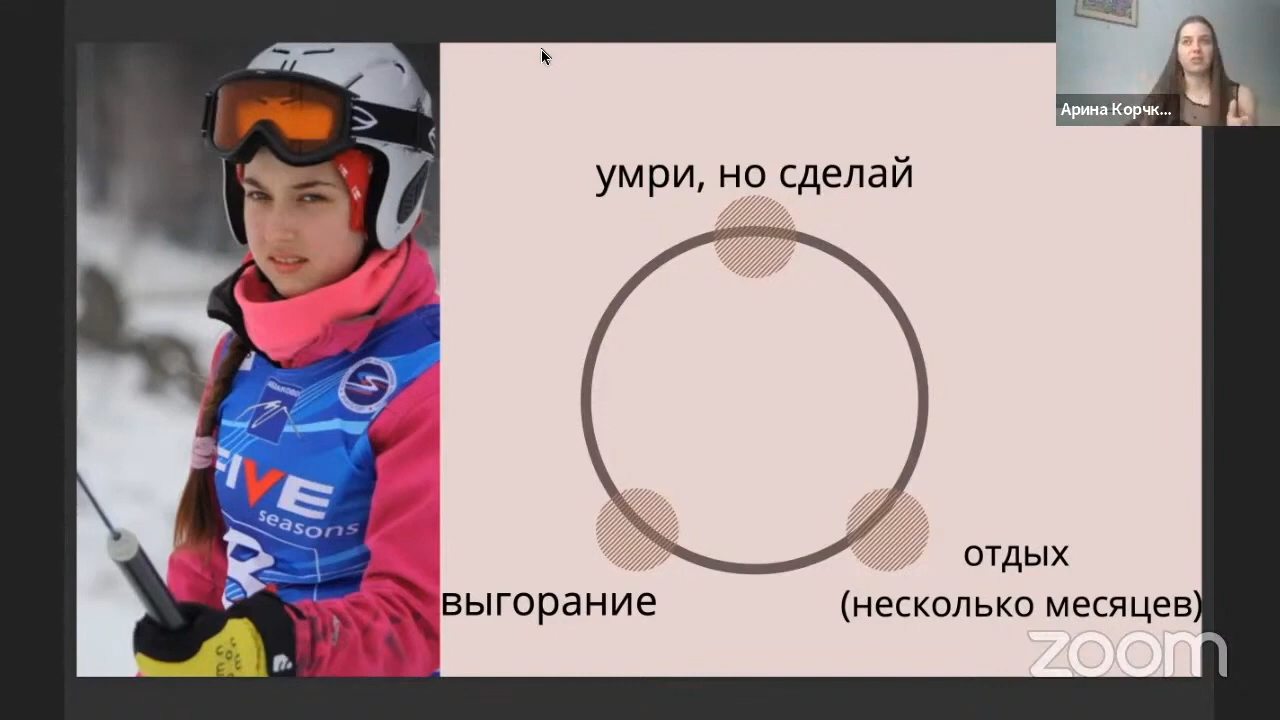 Арина Корчк...
умри, но сделай
FIVE
seasons
выгорание
отдых
(несколько месяцев)
zoom